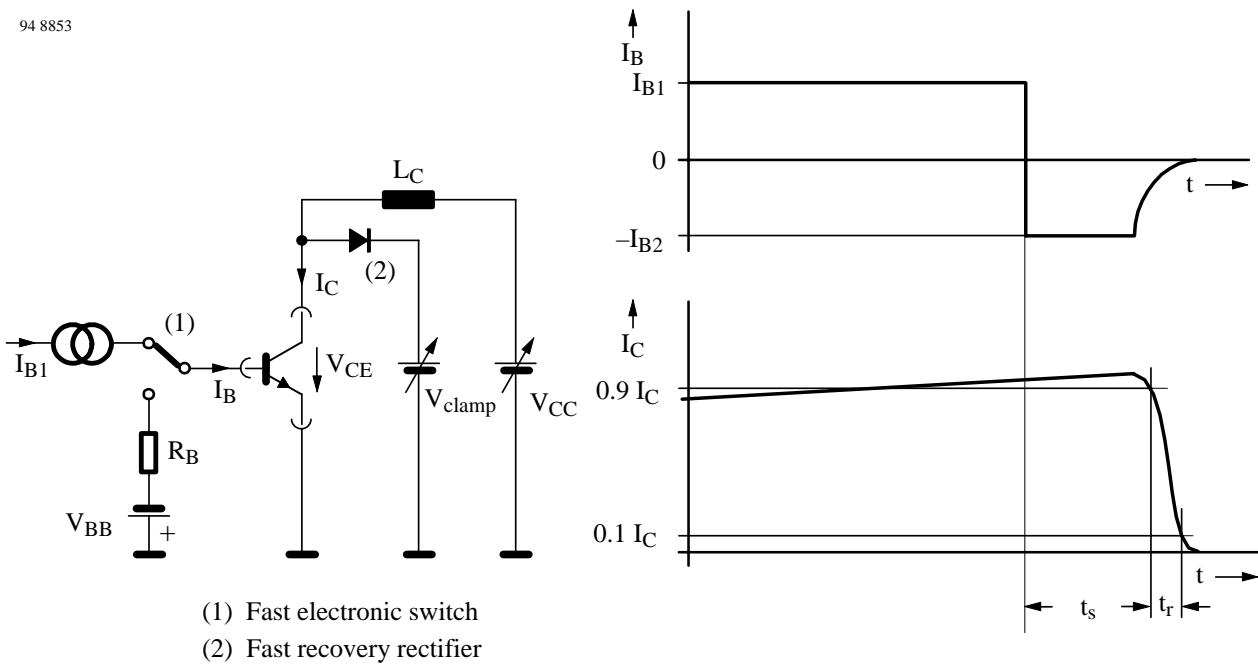 94 8853
L_C
(2)
I_C
(1)
I_B1
I_B
V_CE
V_clamp
V_CC
R_B
V_BB
+
(1) Fast electronic switch
(2) Fast recovery rectifier
I_B
I_B1
0
t
–I_B2
I_C
0.9 I_C
0.1 I_C
t
t_s
t_r